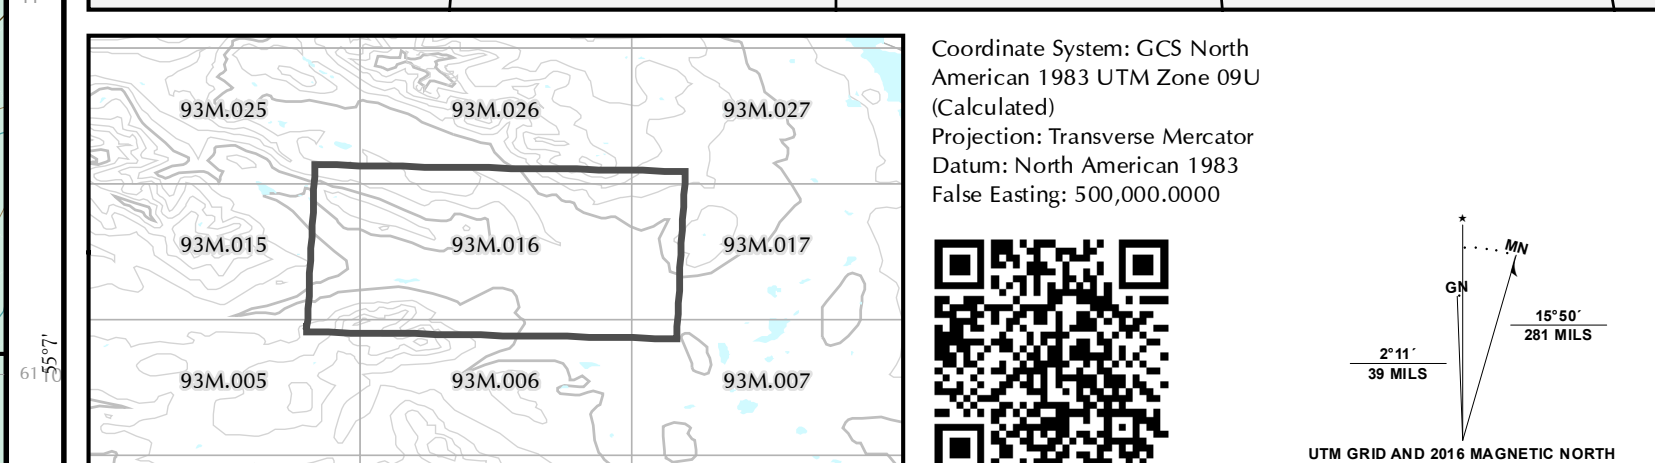 93M.025 93M.026 93M.027
93M.015 93M.016 93M.017
93M.005 93M.006 93M.007
55°7'
Coordinate System: GCS North
American 1983 UTM Zone 09U
(Calculated)
Projection: Transverse Mercator
Datum: North American 1983
False Easting: 500,000.0000
MN
GN
15°50´
281 MILS
2°11´
39 MILS
UTM GRID AND 2016 MAGNETIC NORTH